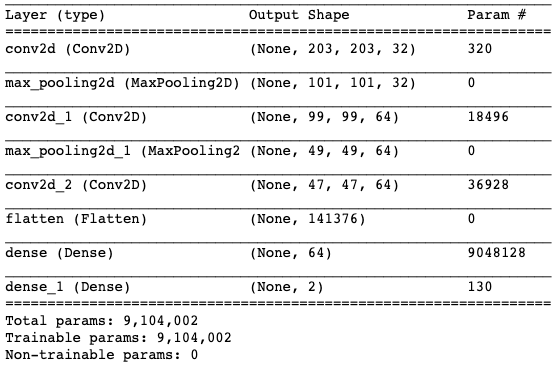 Layer (type) Output Shape Param #
conv2d (Conv2D) (None, 203, 203, 32) 320
max_pooling2d (MaxPooling2D) (None, 101, 101, 32) 0
conv2d_1 (Conv2D) (None, 99, 99, 64) 18496
max_pooling2d_1 (MaxPooling2 (None, 49, 49, 64) 0
conv2d_2 (Conv2D) (None, 47, 47, 64) 36928
flatten (Flatten) (None, 141376) 0
dense (Dense) (None, 64) 9048128
dense_1 (Dense) (None, 2) 130
Total params: 9,104,002
Trainable params: 9,104,002
Non-trainable params: 0